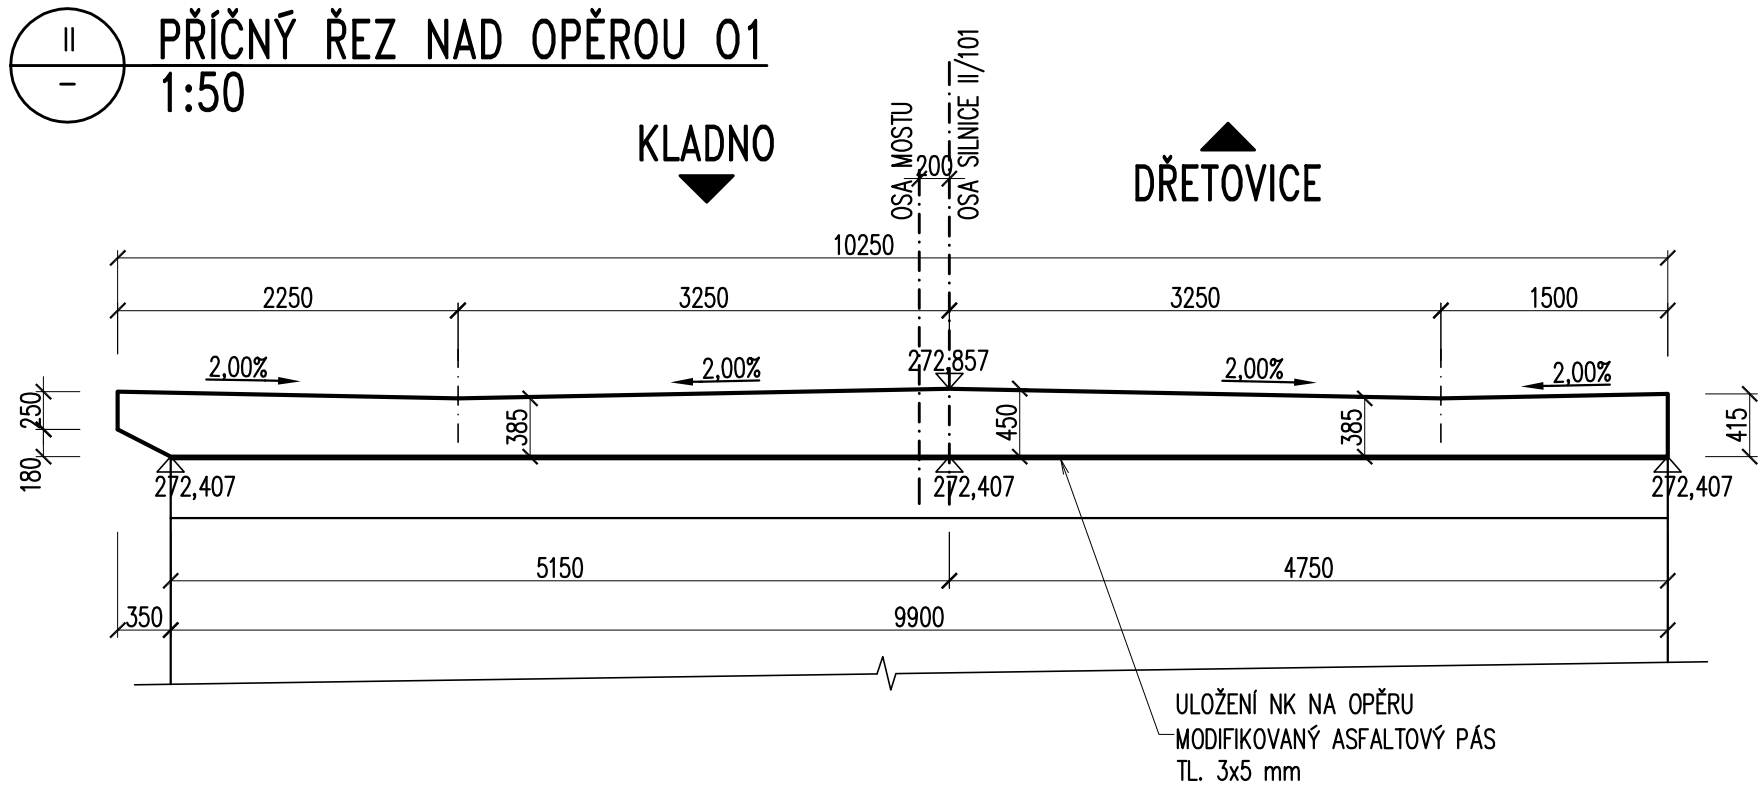 II
–
PŘÍČNÝ ŘEZ NAD OPĚROU O1
1:50
KLADNO
OSA MOSTU
OSA SILNICE II/101
200
DŘETOVICE
10250
2250
3250
3250
1500
2,00%
2,00%
272,857
2,00%
2,00%
250
180
385
450
385
415
272,407
272,407
272,407
5150
4750
350
9900
ULOŽENÍ NK NA OPĚRU
MODIFIKOVANÝ ASFALTOVÝ PÁS
TL. 3x5 mm